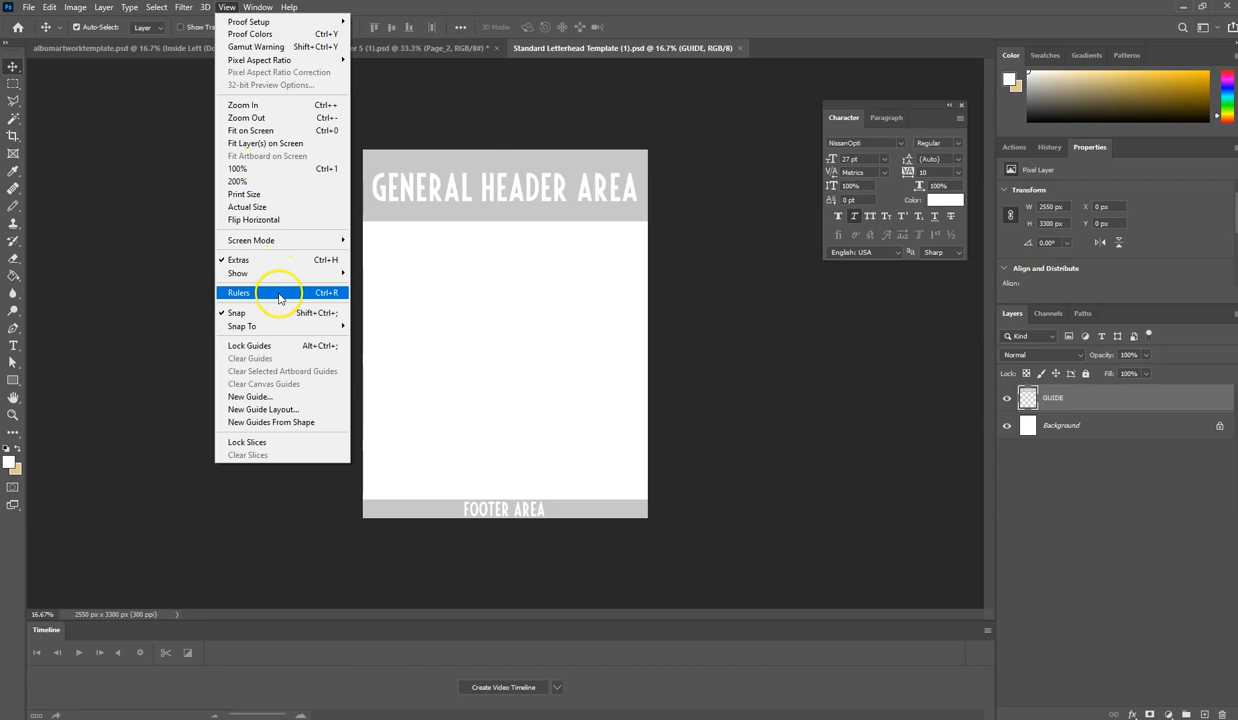 Ps File Edit Image Layer Type Select Filter 3D View Window Help
Auto-Select: Layer Show 3D Mode:
albumartworktemplate.psd @ 16.7% (Inside Left 5 (1).psd @ 33.3% (Page_2, RGB/8#) * × Standard Letterhead Template (1).psd @ 16.7% (GUIDE, RGB/8) ×
Proof Setup
Proof Colors Ctrl+Y
Gamut Warning Shift+Ctrl+Y
Pixel Aspect Ratio
Pixel Aspect Ratio Correction
32-bit Preview Options...
Zoom In Ctrl++
Zoom Out Ctrl+-
Fit on Screen Ctrl+0
Fit Layer(s) on Screen
Fit Artboard on Screen
100% Ctrl+1
200%
Print Size
Actual Size
Flip Horizontal
Screen Mode
Extras Ctrl+H
Show
Rulers Ctrl+R
Snap Shift+Ctrl+;
Snap To
Lock Guides Alt+Ctrl+;
Clear Guides
Clear Selected Artboard Guides
Clear Canvas Guides
New Guide...
New Guide Layout...
New Guides From Shape
Lock Slices
Clear Slices
GENERAL HEADER AREA
FOOTER AREA
Character Paragraph
NissanOpti Regular
27 pt (Auto)
Metrics 10
100% 100%
0 pt Color:
English: USA Sharp
Color Swatches Gradients Patterns
Actions History Properties
Pixel Layer
Transform
W 2550 px X 0 px
H 3300 px Y 0 px
0.00°
Align and Distribute
Align:
Layers Channels Paths
Kind
Normal Opacity: 100%
Lock: Fill: 100%
GUIDE
Background
16.67% 2550 px x 3300 px (300 ppi)
Timeline
Create Video Timeline